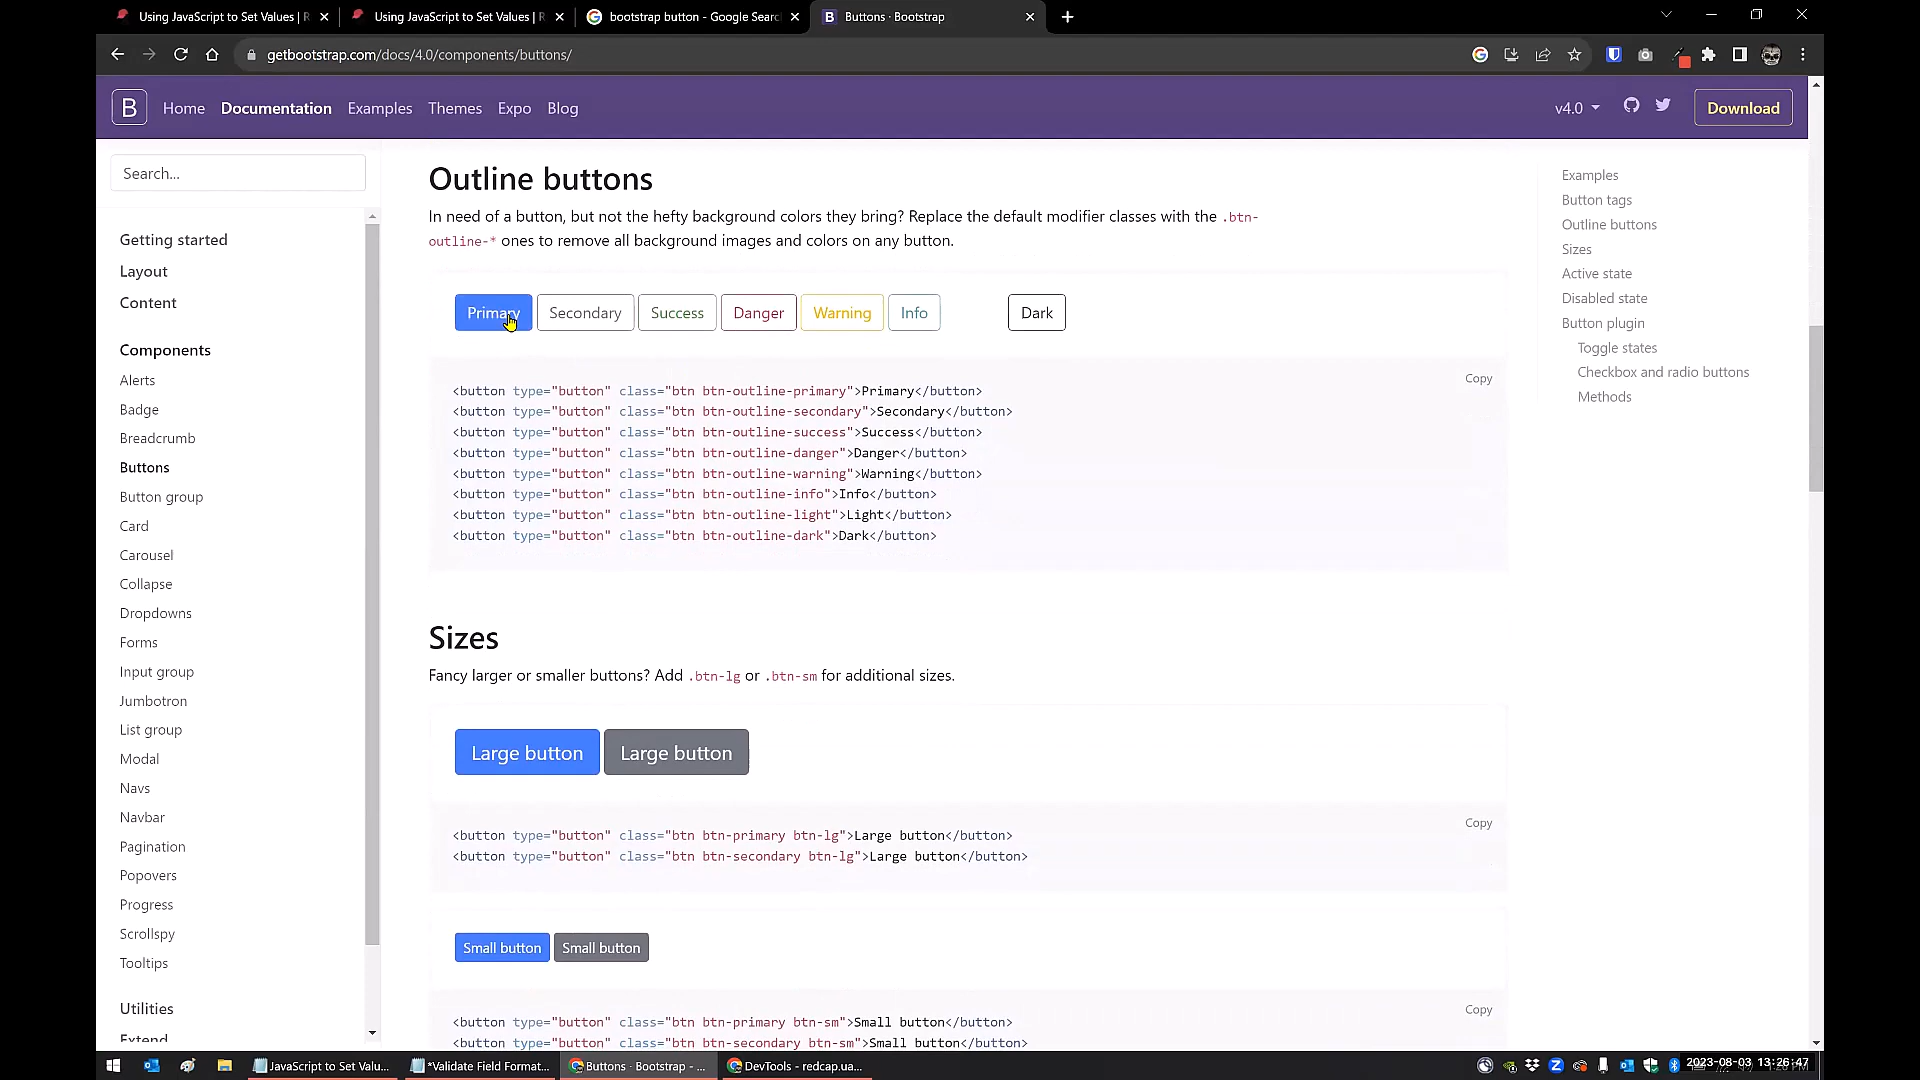 Using JavaScript to Set Values | R
Using JavaScript to Set Values | R
bootstrap button - Google Searc
Buttons · Bootstrap
getbootstrap.com/docs/4.0/components/buttons/
B
Home
Documentation
Examples
Themes
Expo
Blog
v4.0
Download
Search...
Getting started
Layout
Content
Components
Alerts
Badge
Breadcrumb
Buttons
Button group
Card
Carousel
Collapse
Dropdowns
Forms
Input group
Jumbotron
List group
Modal
Navs
Navbar
Pagination
Popovers
Progress
Scrollspy
Tooltips
Utilities
Extend
Outline buttons
In need of a button, but not the hefty background colors they bring? Replace the default modifier classes with the .btn-
outline-* ones to remove all background images and colors on any button.
Primary
Secondary
Success
Danger
Warning
Info
Dark
Copy
<button type="button" class="btn btn-outline-primary">Primary</button>
<button type="button" class="btn btn-outline-secondary">Secondary</button>
<button type="button" class="btn btn-outline-success">Success</button>
<button type="button" class="btn btn-outline-danger">Danger</button>
<button type="button" class="btn btn-outline-warning">Warning</button>
<button type="button" class="btn btn-outline-info">Info</button>
<button type="button" class="btn btn-outline-light">Light</button>
<button type="button" class="btn btn-outline-dark">Dark</button>
Sizes
Fancy larger or smaller buttons? Add .btn-lg or .btn-sm for additional sizes.
Large button
Large button
Copy
<button type="button" class="btn btn-primary btn-lg">Large button</button>
<button type="button" class="btn btn-secondary btn-lg">Large button</button>
Small button
Small button
Copy
<button type="button" class="btn btn-primary btn-sm">Small button</button>
<button type="button" class="btn btn-secondary btn-sm">Small button</button>
Examples
Button tags
Outline buttons
Sizes
Active state
Disabled state
Button plugin
Toggle states
Checkbox and radio buttons
Methods
JavaScript to Set Valu...
*Validate Field Format...
Buttons · Bootstrap - ...
DevTools - redcap.ua...
2023-08-03 13:26:47